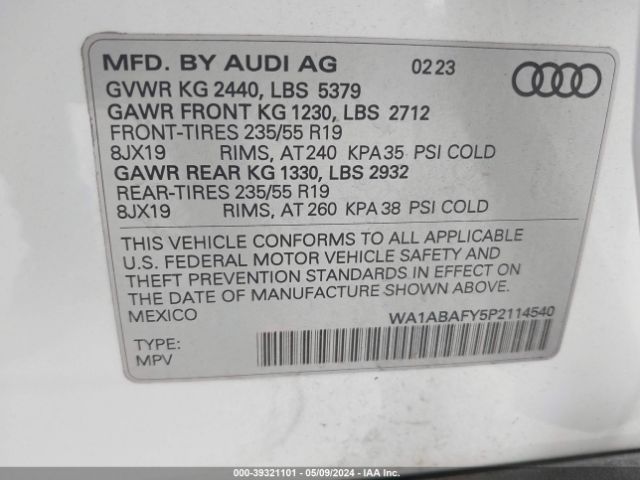 MFD. BY AUDI AG 02 23
GVWR KG 2440, LBS 5379
GAWR FRONT KG 1230, LBS 2712
FRONT-TIRES 235/55 R19
8JX19 RIMS, AT 240 KPA 35 PSI COLD
GAWR REAR KG 1330, LBS 2932
REAR-TIRES 235/55 R19
8JX19 RIMS, AT 260 KPA 38 PSI COLD
THIS VEHICLE CONFORMS TO ALL APPLICABLE
U.S. FEDERAL MOTOR VEHICLE SAFETY AND
THEFT PREVENTION STANDARDS IN EFFECT ON
THE DATE OF MANUFACTURE SHOWN ABOVE.
MEXICO
WA1ABAFY5P2114540
TYPE:
MPV
000-39321101 - 05/09/2024 - IAA Inc.